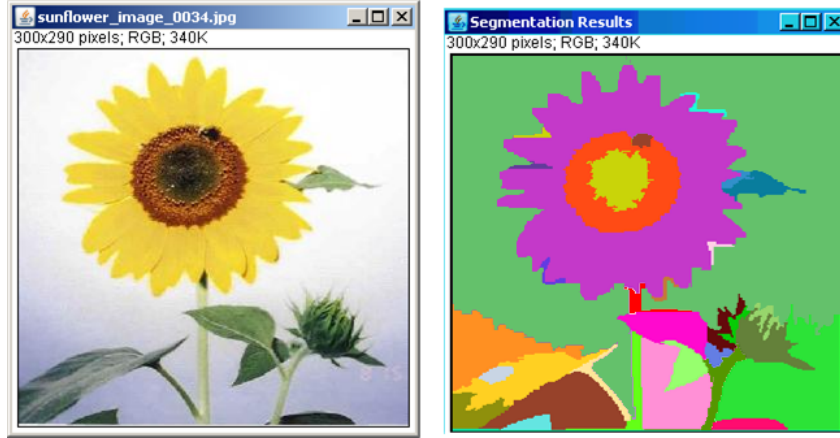 sunflower_image_0034.jpg
300x290 pixels; RGB; 340K
Segmentation Results
300x290 pixels; RGB; 340K